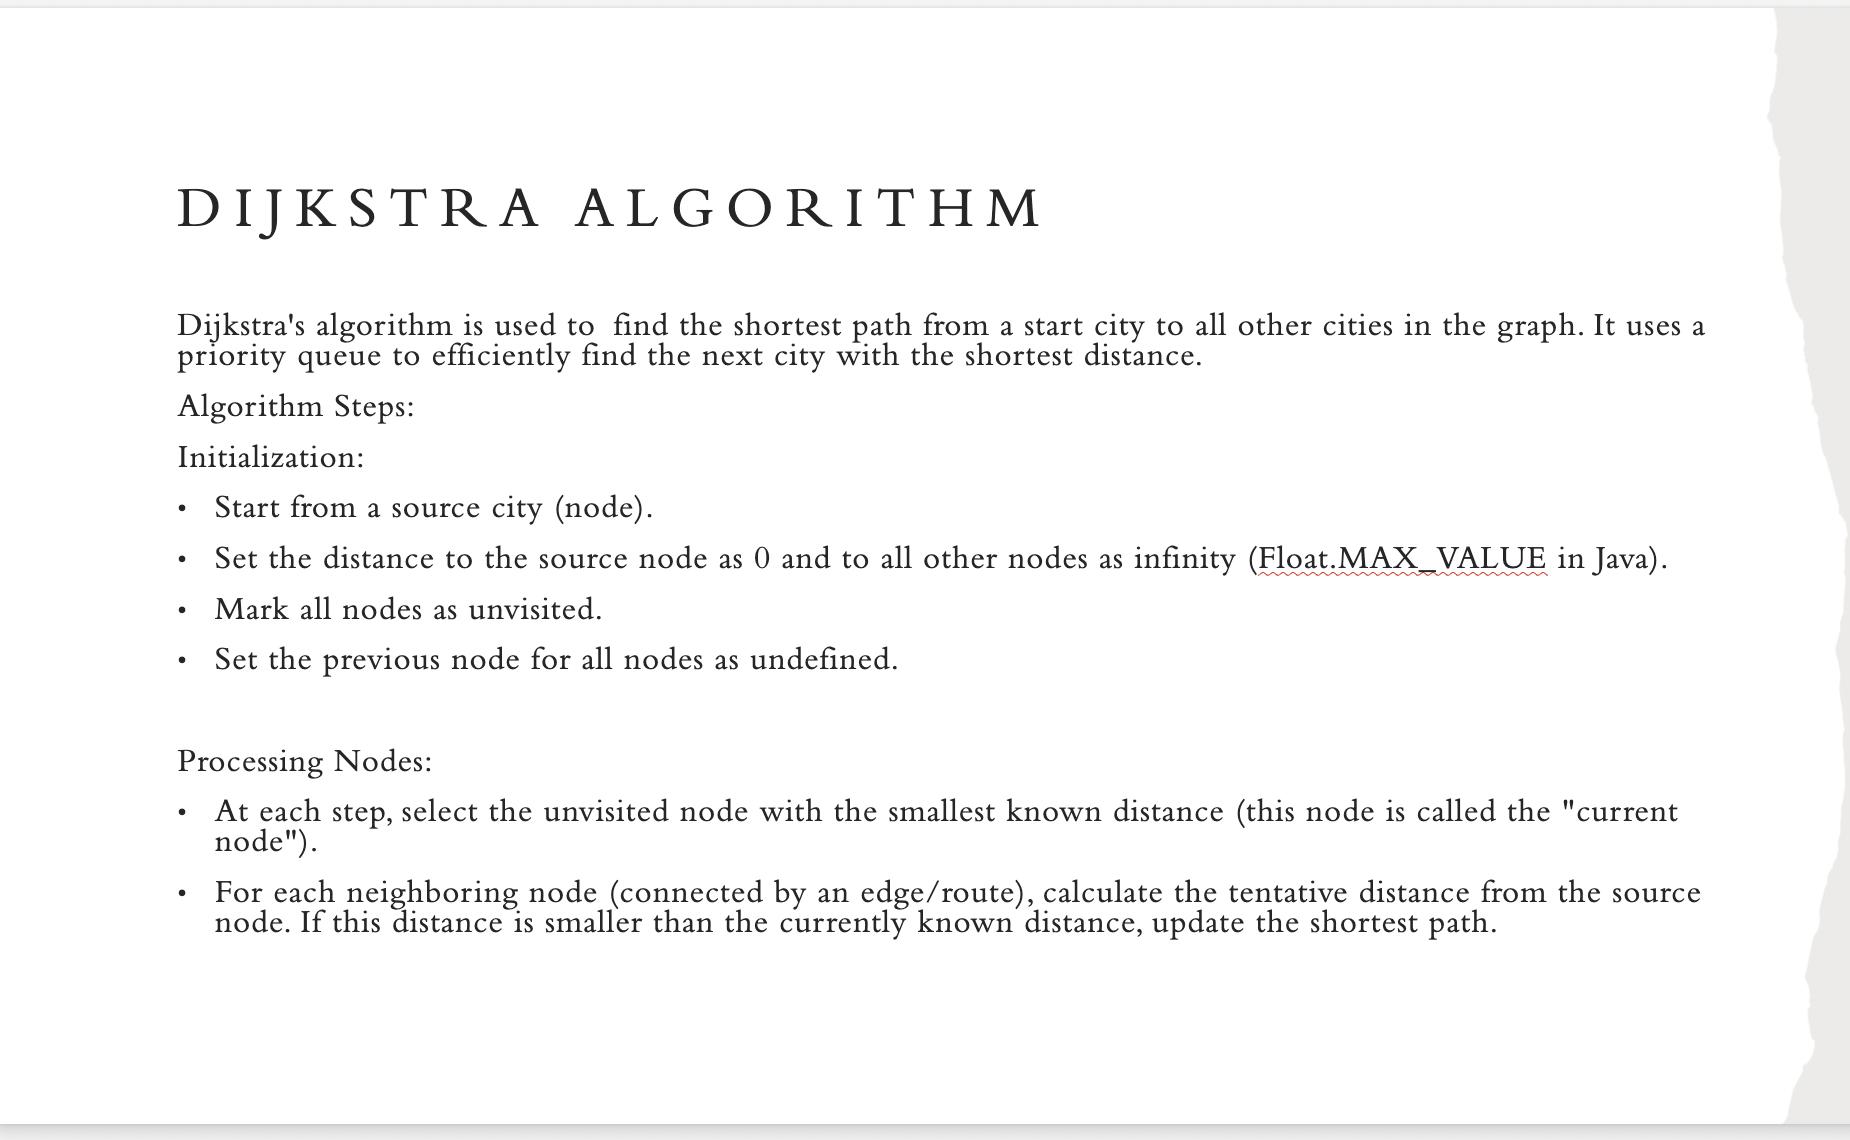 DIJKSTRA ALGORITHM
Dijkstra's algorithm is used to  find the shortest path from a start city to all other cities in the graph. It uses a
priority queue to efficiently find the next city with the shortest distance.
Algorithm Steps:
Initialization:
• Start from a source city (node).
• Set the distance to the source node as 0 and to all other nodes as infinity (Float.MAX_VALUE in Java).
• Mark all nodes as unvisited.
• Set the previous node for all nodes as undefined.
Processing Nodes:
• At each step, select the unvisited node with the smallest known distance (this node is called the "current
node").
• For each neighboring node (connected by an edge/route), calculate the tentative distance from the source
node. If this distance is smaller than the currently known distance, update the shortest path.